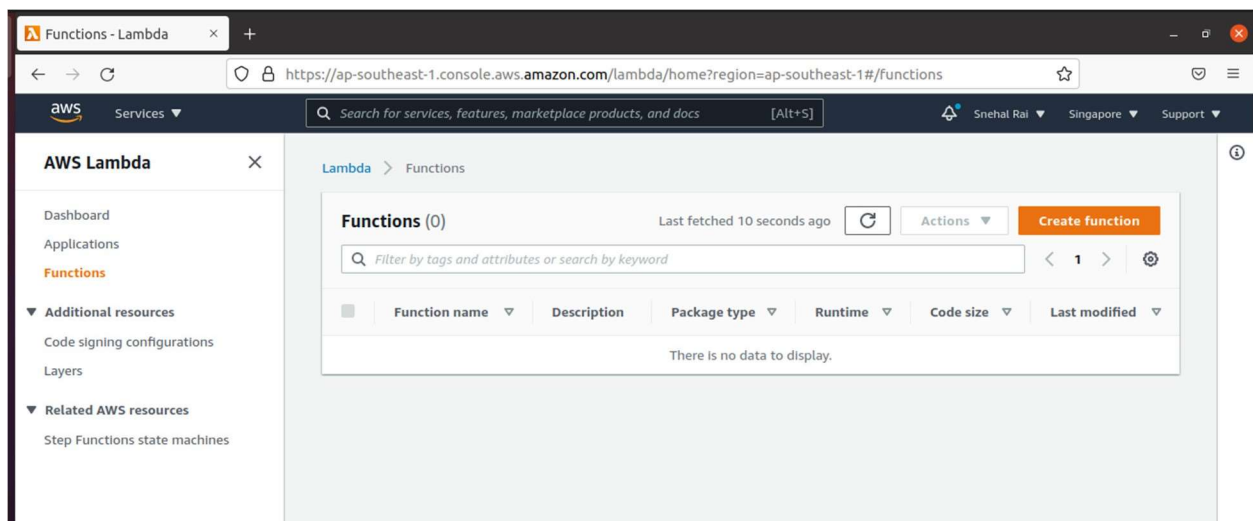 Functions - Lambda
https://ap-southeast-1.console.aws.amazon.com/lambda/home?region=ap-southeast-1#/functions
aws Services Search for services, features, marketplace products, and docs [Alt+S] Snehal Rai Singapore Support
AWS Lambda
Dashboard
Applications
Functions
Additional resources
Code signing configurations
Layers
Related AWS resources
Step Functions state machines
Lambda > Functions
Functions (0) Last fetched 10 seconds ago Actions Create function
Filter by tags and attributes or search by keyword < 1 >
Function name Description Package type Runtime Code size Last modified
There is no data to display.